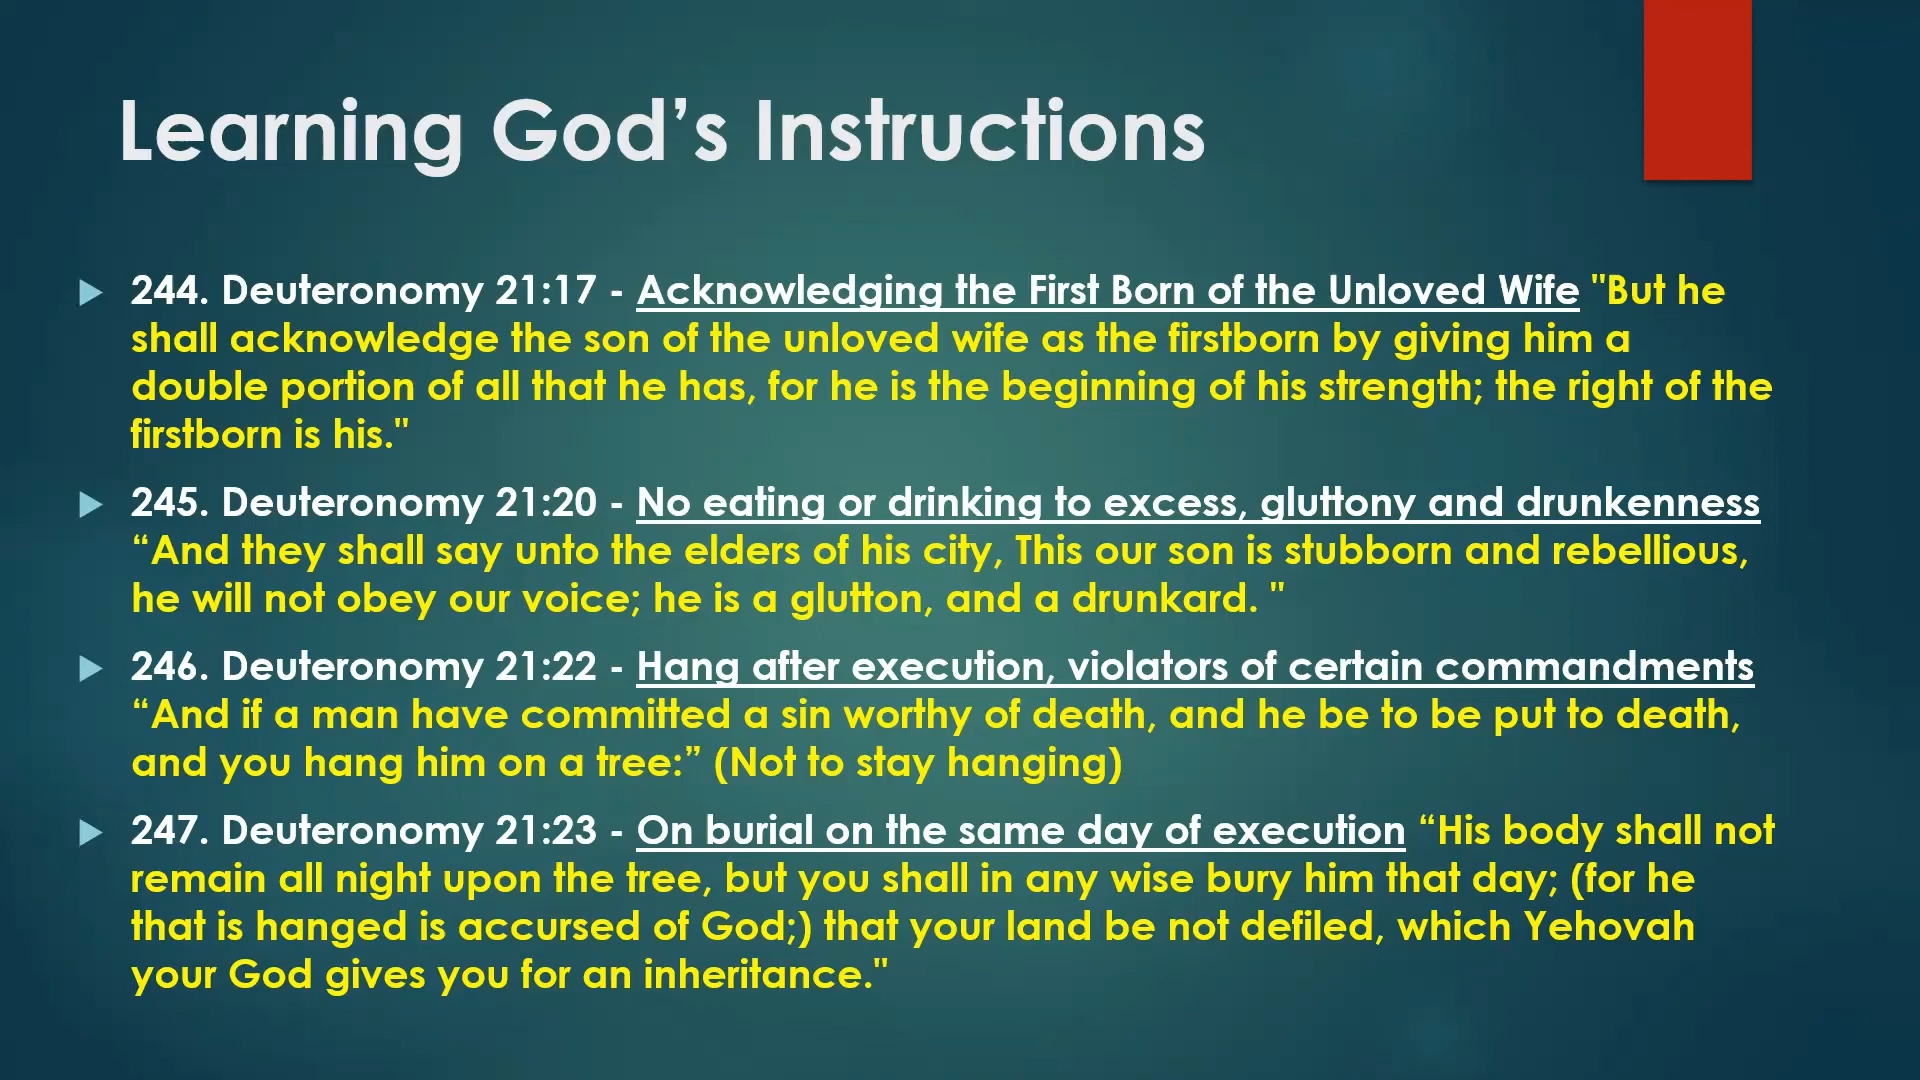 Learning God’s Instructions
244. Deuteronomy 21:17 - Acknowledging the First Born of the Unloved Wife "But he
shall acknowledge the son of the unloved wife as the firstborn by giving him a
double portion of all that he has, for he is the beginning of his strength; the right of the
firstborn is his."
245. Deuteronomy 21:20 - No eating or drinking to excess, gluttony and drunkenness
“And they shall say unto the elders of his city, This our son is stubborn and rebellious,
he will not obey our voice; he is a glutton, and a drunkard. "
246. Deuteronomy 21:22 - Hang after execution, violators of certain commandments
“And if a man have committed a sin worthy of death, and he be to be put to death,
and you hang him on a tree:” (Not to stay hanging)
247. Deuteronomy 21:23 - On burial on the same day of execution “His body shall not
remain all night upon the tree, but you shall in any wise bury him that day; (for he
that is hanged is accursed of God;) that your land be not defiled, which Yehovah
your God gives you for an inheritance."